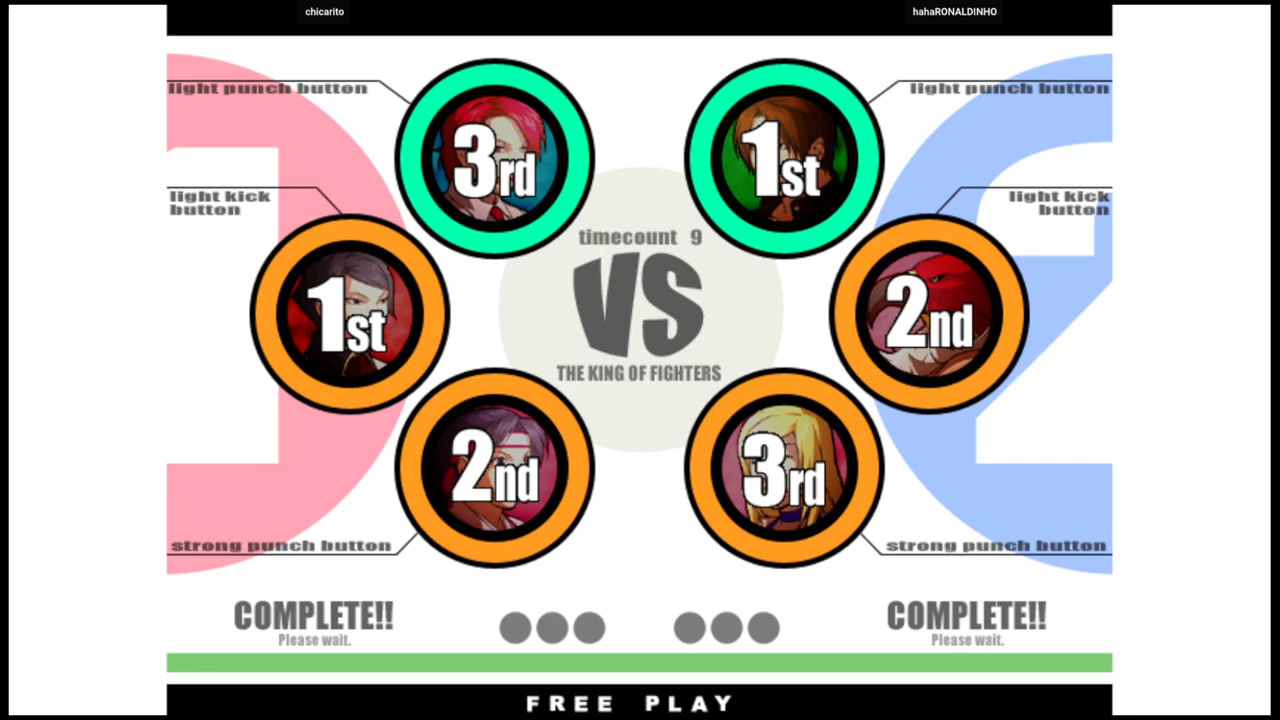 chicarito
hahaRONALDINHO
light punch button
light punch button
3rd
1st
light kick
button
light kick
button
timecount 9
VS
THE KING OF FIGHTERS
1st
2nd
2nd
3rd
strong punch button
strong punch button
COMPLETE!!
Please wait.
COMPLETE!!
Please wait.
FREE PLAY